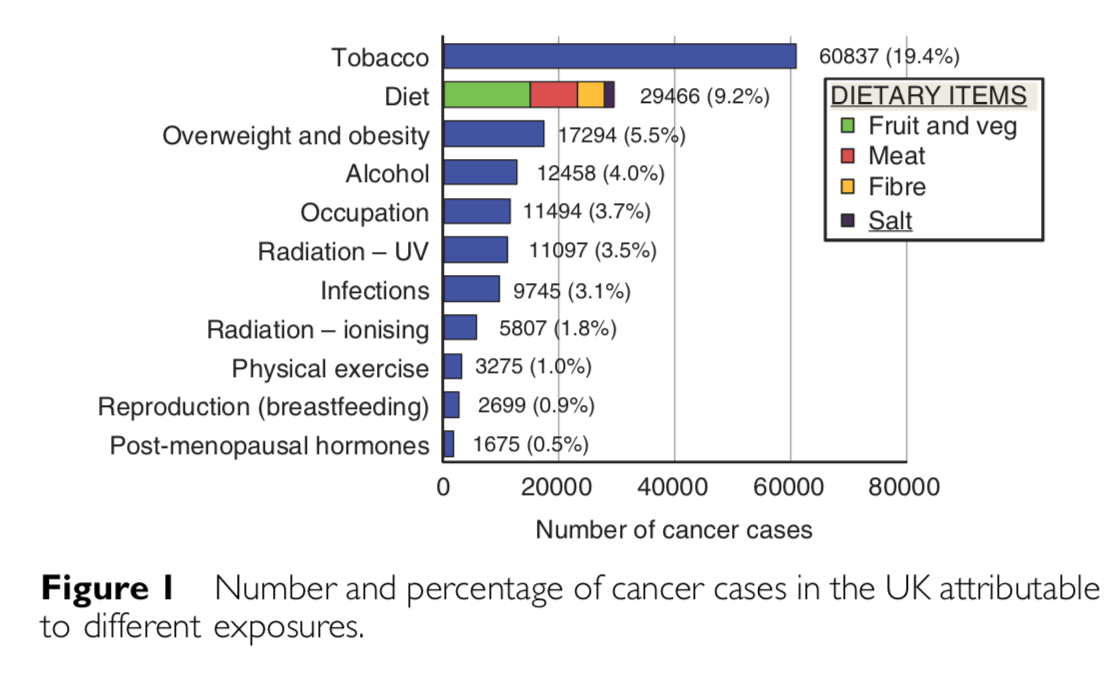 Tobacco 60837 (19.4%)
Diet 29466 (9.2%)
Overweight and obesity 17294 (5.5%)
Alcohol 12458 (4.0%)
Occupation 11494 (3.7%)
Radiation – UV 11097 (3.5%)
Infections 9745 (3.1%)
Radiation – ionising 5807 (1.8%)
Physical exercise 3275 (1.0%)
Reproduction (breastfeeding) 2699 (0.9%)
Post-menopausal hormones 1675 (0.5%)
DIETARY ITEMS
Fruit and veg
Meat
Fibre
Salt
0 20000 40000 60000 80000
Number of cancer cases
Figure 1 Number and percentage of cancer cases in the UK attributable
to different exposures.